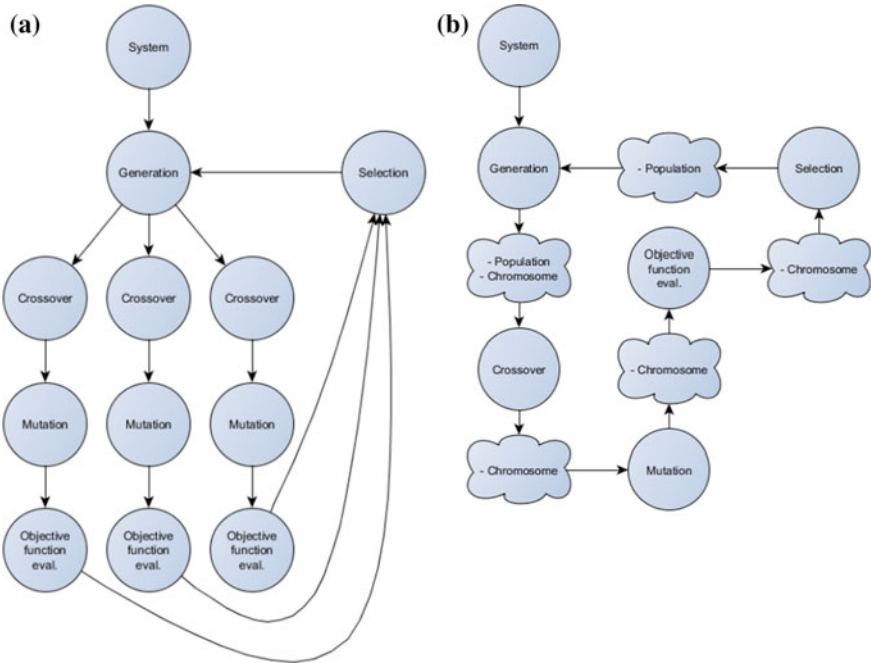 (a)
System
Generation
Selection
Crossover
Crossover
Crossover
Mutation
Mutation
Mutation
Objective
function
eval.
Objective
function
eval.
Objective
function
eval.
(b)
System
Generation
- Population
Selection
- Population
- Chromosome
Objective
function
eval.
- Chromosome
Crossover
- Chromosome
- Chromosome
Mutation